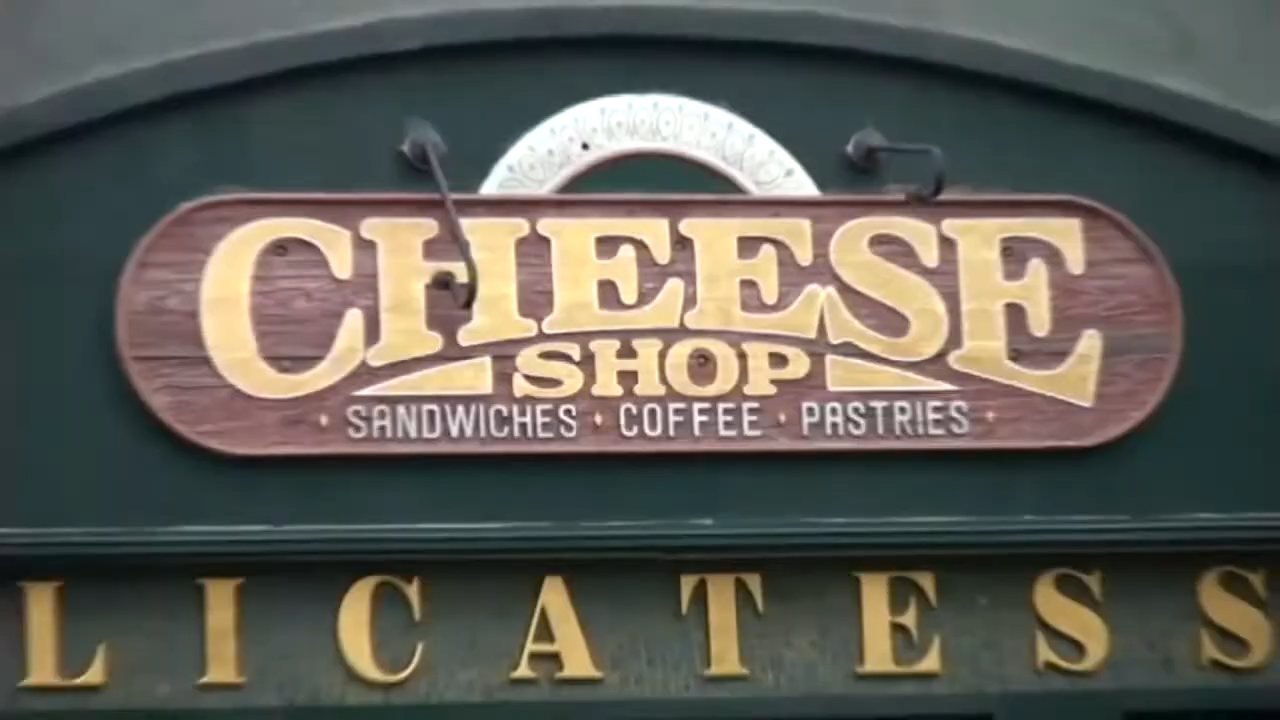 CHEESE
SHOP
· SANDWICHES · COFFEE · PASTRIES ·
LICATESS